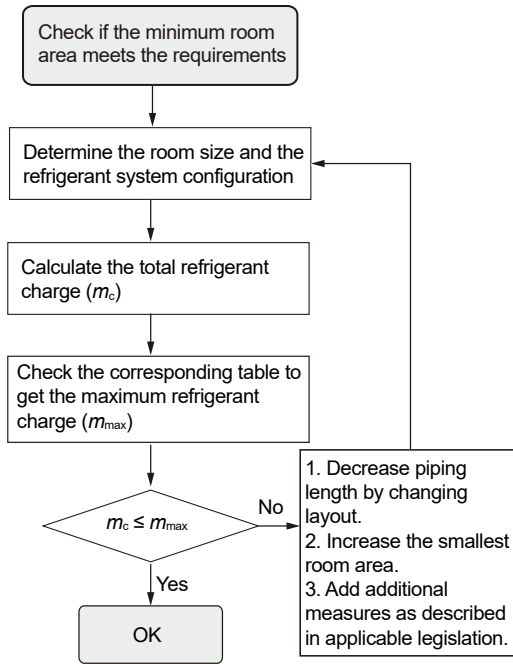 Check if the minimum room
area meets the requirements
Determine the room size and the
refrigerant system configuration
Calculate the total refrigerant
charge (mc)
Check the corresponding table to
get the maximum refrigerant
charge (mmax)
mc ≤ mmax
No
Yes
OK
1. Decrease piping
length by changing
layout.
2. Increase the smallest
room area.
3. Add additional
measures as described
in applicable legislation.